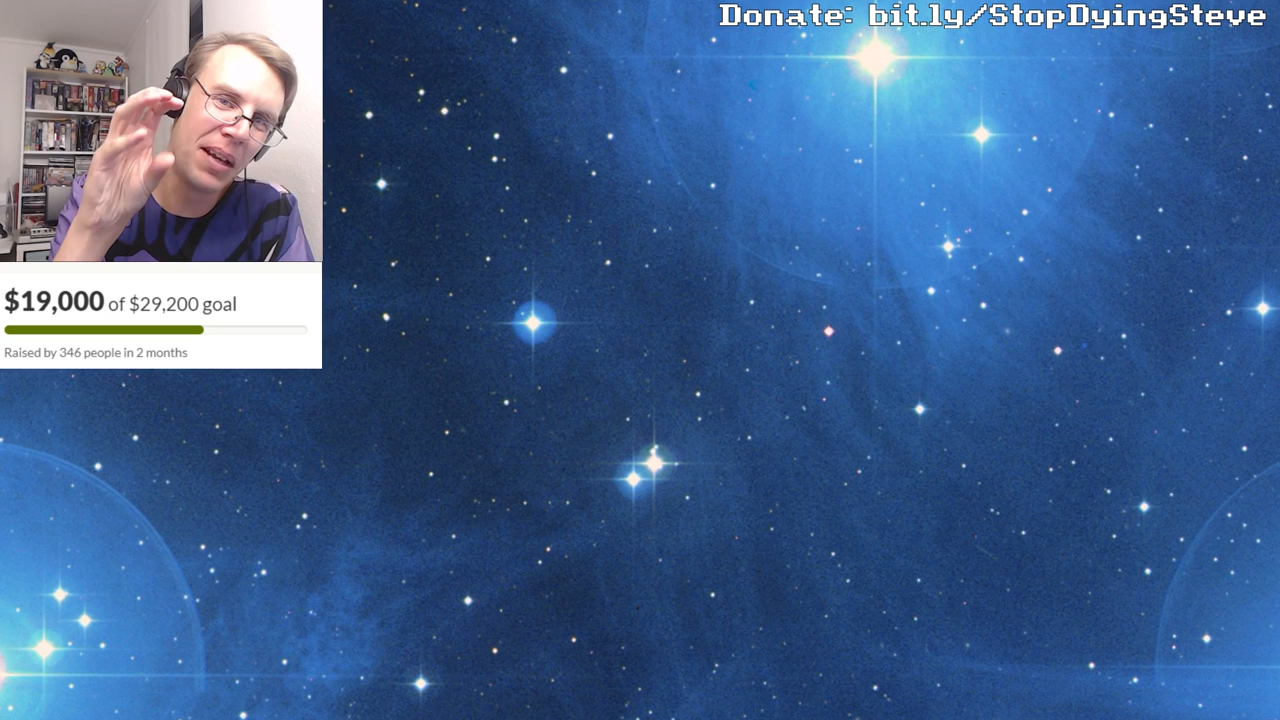 Donate: bit.ly/StopDyingSteve
$19,000 of $29,200 goal
Raised by 346 people in 2 months